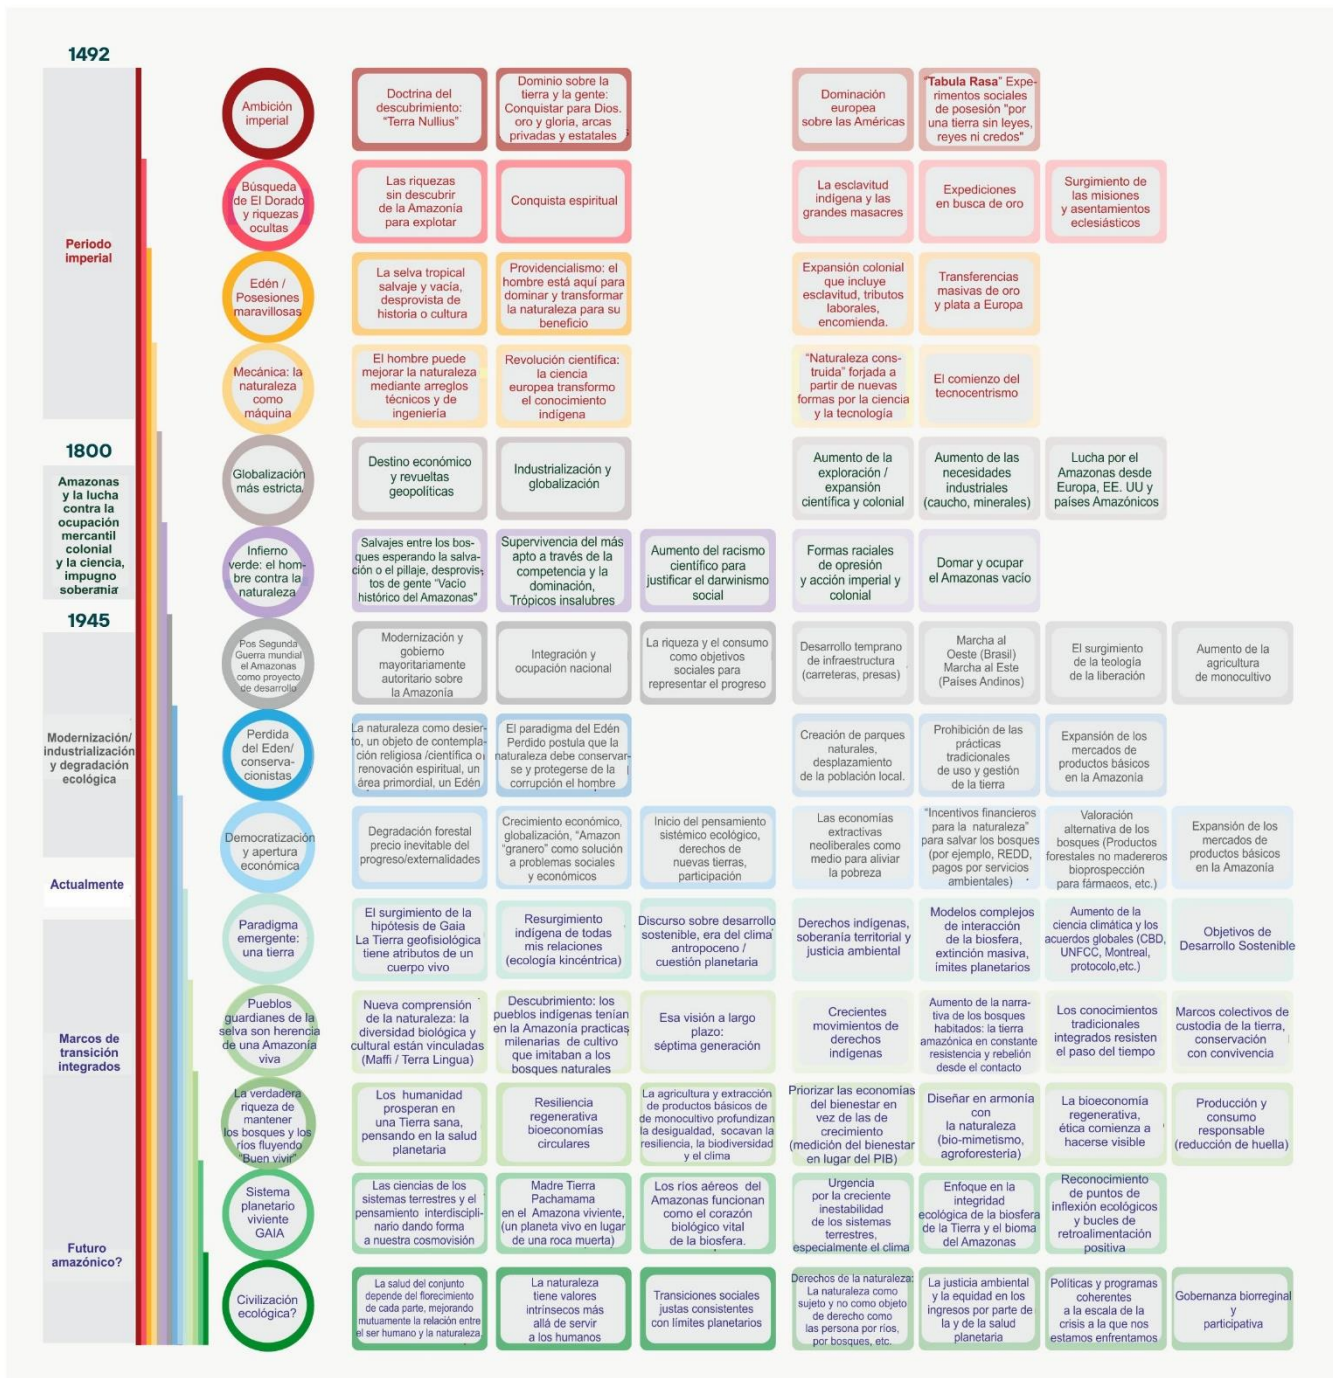 1492
Periodo
imperial
Ambición
imperial
Doctrina del
descubrimiento:
“Terra Nullius”
Dominio sobre la
tierra y la gente:
Conquistar para Dios.
oro y gloria, arcas
privadas y estatales
Dominación
europea
sobre las Américas
“Tabula Rasa” Expe-
rimentos sociales
de posesión "por
una tierra sin leyes,
reyes ni credos"
Búsqueda
de El Dorado
y riquezas
ocultas
Las riquezas
sin descubrir
de la Amazonía
para explotar
Conquista espiritual
La esclavitud
indígena y las
grandes masacres
Expediciones
en busca de oro
Surgimiento de
las misiones
y asentamientos
eclesiásticos
Edén /
Posesiones
maravillosas
La selva tropical
salvaje y vacía,
desprovista de
historia o cultura
Providencialismo: el
hombre está aquí para
dominar y transformar
la naturaleza para su
beneficio
Expansión colonial
que incluye
esclavitud, tributos
laborales,
encomienda.
Transferencias
masivas de oro
y plata a Europa
Mecánica: la
naturaleza
como
máquina
El hombre puede
mejorar la naturaleza
mediante arreglos
técnicos y de
ingeniería
Revolución científica:
la ciencia
europea transformo
el conocimiento
indígena
“Naturaleza cons-
truida” forjada a
partir de nuevas
formas por la ciencia
y la tecnología
El comienzo del
tecnocentrismo
1800
Amazonas
y la lucha
contra la
ocupación
mercantil
colonial
y la ciencia,
impugno
soberania
Globalización
más estricta
Destino económico
y revueltas
geopolíticas
Industrialización y
globalización
Aumento de la
exploración /
expansión
científica y colonial
Aumento de las
necesidades
industriales
(caucho, minerales)
Lucha por el
Amazonas desde
Europa, EE. UU y
países Amazónicos
Infierno
verde: el hom-
bre contra la
naturaleza
Salvajes entre los bos-
ques esperando la salva-
ción o el pillaje, desprovis-
tos de gente “Vacío
histórico del Amazonas"
Supervivencia del más
apto a través de la
competencia y la
dominación,
Trópicos insalubres
Aumento del racismo
científico para
justificar el darwinismo
social
Formas raciales
de opresión
y acción imperial y
colonial
Domar y ocupar
el Amazonas vacío
1945
Modernización/
industrialización
y degradación
ecológica
Pos Segunda
Guerra mundial
el Amazonas
como proyecto
de desarrollo
Modernización y
gobierno
mayoritariamente
autoritario sobre
la Amazonía
Integración y
ocupación nacional
La riqueza y el consumo
como objetivos
sociales para
representar el progreso
Desarrollo temprano
de infraestructura
(carreteras, presas)
Marcha al
Oeste (Brasil)
Marcha al Este
(Países Andinos)
El surgimiento
de la teología
de la liberación
Aumento de la
agricultura
de monocultivo
Perdida
del Eden/
conserva-
cionistas
La naturaleza como desier-
to, un objeto de contempla-
ción religiosa /científica o
renovación espiritual, un
área primordial, un Edén
El paradigma del Edén
Perdido postula que la
naturaleza debe conservar-
se y protegerse de la
corrupción el hombre
Creación de parques
naturales,
desplazamiento
de la población local.
Prohibición de las
prácticas
tradicionales
de uso y gestión
de la tierra
Expansión de los
mercados de
productos básicos
en la Amazonía
Democratización
y apertura
económica
Degradación forestal
precio inevitable del
progreso/externalidades
Crecimiento económico,
globalización, “Amazon
“granero” como solución
a problemas sociales
y económicos
Inicio del pensamiento
sistémico ecológico,
derechos de
nuevas tierras,
participación
Las economías
extractivas
neoliberales como
medio para aliviar
la pobreza
“Incentivos financieros
para la naturaleza”
para salvar los bosques
(por ejemplo, REDD,
pagos por servicios
ambientales)
Valoración
alternativa de los
bosques (Productos
forestales no madereros
bioprospección
para fármacos, etc.)
Expansión de los
mercados de
productos básicos
en la Amazonía
Actualmente
Marcos de
transición
integrados
Paradigma
emergente:
una tierra
El surgimiento de la
hipótesis de Gaia
La Tierra geofisiológica
tiene atributos de un
cuerpo vivo
Resurgimiento
indígena de todas
mis relaciones
(ecología kincéntrica)
Discurso sobre desarrollo
sostenible, era del clima
antropoceno /
cuestión planetaria
Derechos indígenas,
soberanía territorial y
justicia ambiental
Modelos complejos
de interacción
de la biosfera,
extinción masiva,
ímites planetarios
Aumento de la
ciencia climática y los
acuerdos globales (CBD,
UNFCC, Montreal,
protocolo,etc.)
Objetivos de
Desarrollo Sostenible
Pueblos
guardianes de la
selva son herencia
de una Amazonía
viva
Nueva comprensión
de la naturaleza: la
diversidad biológica y
cultural están vinculadas
(Maffi / Terra Lingua)
Descubrimiento: los
pueblos indígenas tenían
en la Amazonía practicas
milenarias de cultivo
que imitaban a los
bosques naturales
Esa visión a largo
plazo:
séptima generación
Crecientes
movimientos de
derechos
indígenas
Aumento de la narra-
tiva de los bosques
habitados: la tierra
amazónica en constante
resistencia y rebelión
desde el contacto
Los conocimientos
tradicionales
integrados resisten
el paso del tiempo
Marcos colectivos de
custodia de la tierra,
conservación
con convivencia
La verdadera
riqueza de
mantener
los bosques y los
ríos fluyendo
“Buen vivir”
Los humanidad
prosperan en
una Tierra sana,
pensando en la salud
planetaria
Resiliencia
regenerativa
bioeconomías
circulares
La agricultura y extracción
de productos básicos de
de monocultivo profundizan
la desigualdad, socavan la
resiliencia, la biodiversidad
y el clima
Priorizar las economías
del bienestar en
vez de las de
crecimiento
(medición del bienestar
en lugar del PIB)
Diseñar en armonía
con
la naturaleza
(bio-mimetismo,
agroforestería)
La bioeconomía
regenerativa,
ética comienza a
hacerse visible
Producción y
consumo
responsable
(reducción de huella)
Futuro
amazónico?
Sistema
planetario
viviente
GAIA
Las ciencias de los
sistemas terrestres y el
pensamiento interdiscipli-
nario dando forma
a nuestra cosmovisión
Madre Tierra
Pachamama
en el Amazona viviente,
(un planeta vivo en lugar
de una roca muerta)
Los ríos aéreos del
Amazonas funcionan
como el corazón
biológico vital
de la biosfera.
Urgencia
por la creciente
inestabilidad
de los sistemas
terrestres,
especialmente el clima
Enfoque en la
integridad
ecológica de la biosfera
de la Tierra y el bioma
del Amazonas
Reconocimiento
de puntos de
inflexión ecológicos
y bucles de
retroalimentación
positiva
Civilización
ecológica?
La salud del conjunto
depende del florecimiento
de cada parte, mejorando
mutuamente la relación entre
el ser humano y la naturaleza.
La naturaleza
tiene valores
intrínsecos más
allá de servir
a los humanos
Transiciones sociales
justas consistentes
con límites planetarios
Derechos de la naturaleza:
La naturaleza como
sujeto y no como objeto
de derecho como
las persona por ríos,
por bosques, etc.
La justicia ambiental
y la equidad en los
ingresos por parte de
la y de la salud
planetaria
Políticas y programas
coherentes
a la escala de la
crisis a la que nos
estamos enfrentamos
Gobernanza biorreginal
y
participativa